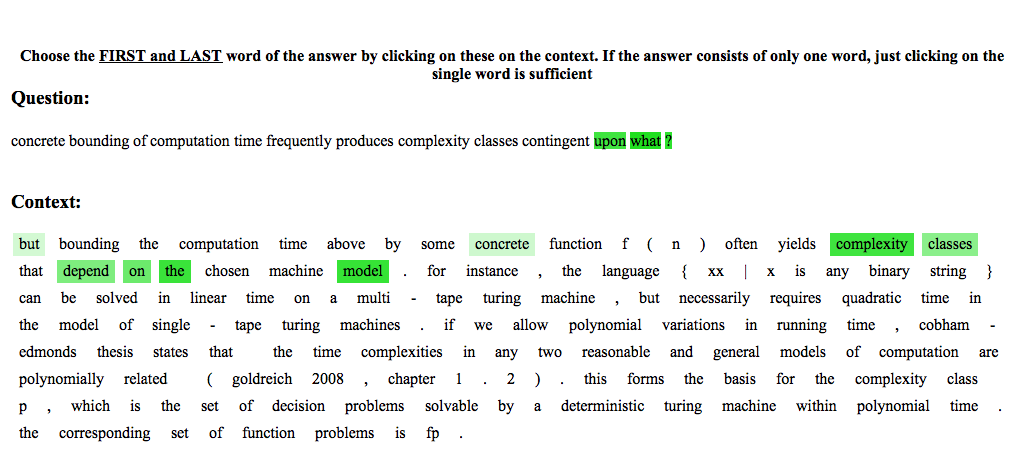 Choose the FIRST and LAST word of the answer by clicking on these on the context. If the answer consists of only one word, just clicking on the
single word is sufficient
Question:
concrete bounding of computation time frequently produces complexity classes contingent upon what ?
Context:
but bounding the computation time above by some concrete function f ( n ) often yields complexity classes
that depend on the chosen machine model . for instance , the language { xx | x is any binary string }
can be solved in linear time on a multi - tape turing machine , but necessarily requires quadratic time in
the model of single - tape turing machines . if we allow polynomial variations in running time , cobham -
edmonds thesis states that the time complexities in any two reasonable and general models of computation are
polynomially related ( goldreich 2008 , chapter 1 . 2 ) . this forms the basis for the complexity class
p , which is the set of decision problems solvable by a deterministic turing machine within polynomial time .
the corresponding set of function problems is fp .